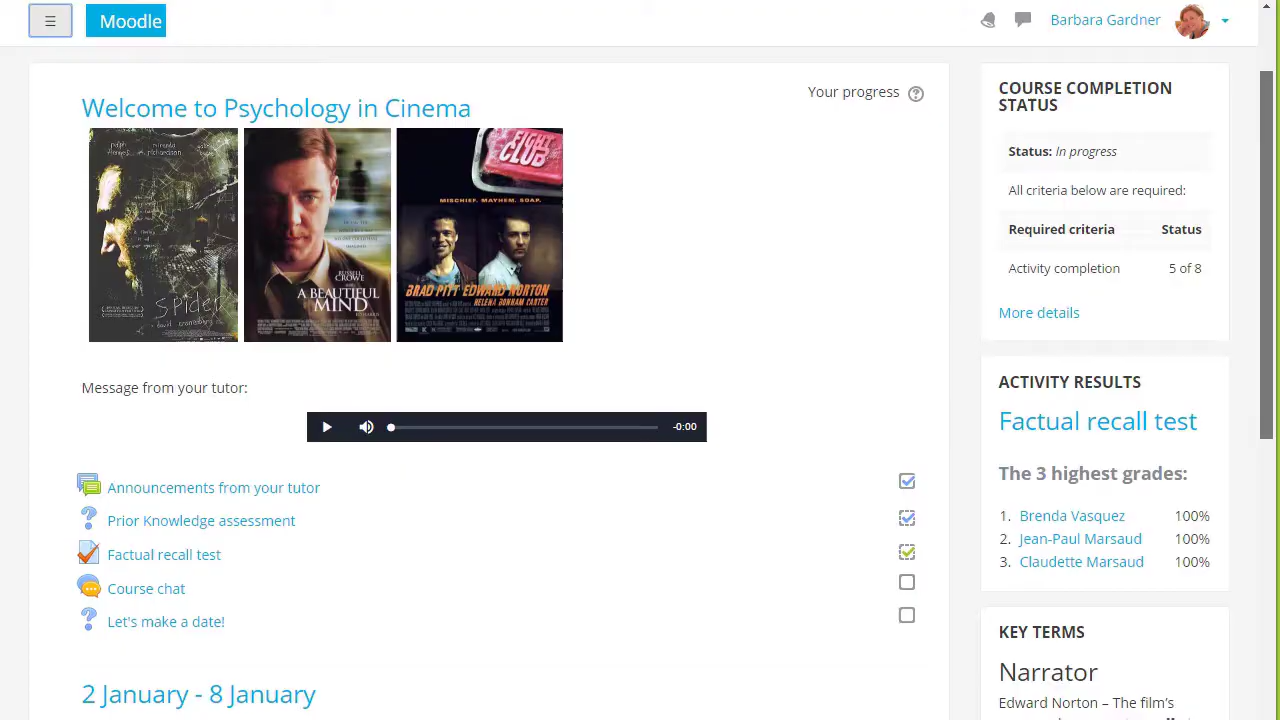 Moodle
Barbara Gardner
Welcome to Psychology in Cinema
Your progress
spider
david cronenberg
RUSSELL
CROWE
A BEAUTIFUL
MIND
FIGHT
CLUB
MISCHIEF. MAYHEM. SOAP.
BRAD PITT EDWARD NORTON
HELENA BONHAM CARTER
Message from your tutor:
-0:00
Announcements from your tutor
Prior Knowledge assessment
Factual recall test
Course chat
Let's make a date!
2 January - 8 January
COURSE COMPLETION
STATUS
Status: In progress
All criteria below are required:
Required criteria Status
Activity completion 5 of 8
More details
ACTIVITY RESULTS
Factual recall test
The 3 highest grades:
1. Brenda Vasquez 100%
2. Jean-Paul Marsaud 100%
3. Claudette Marsaud 100%
KEY TERMS
Narrator
Edward Norton – The film's